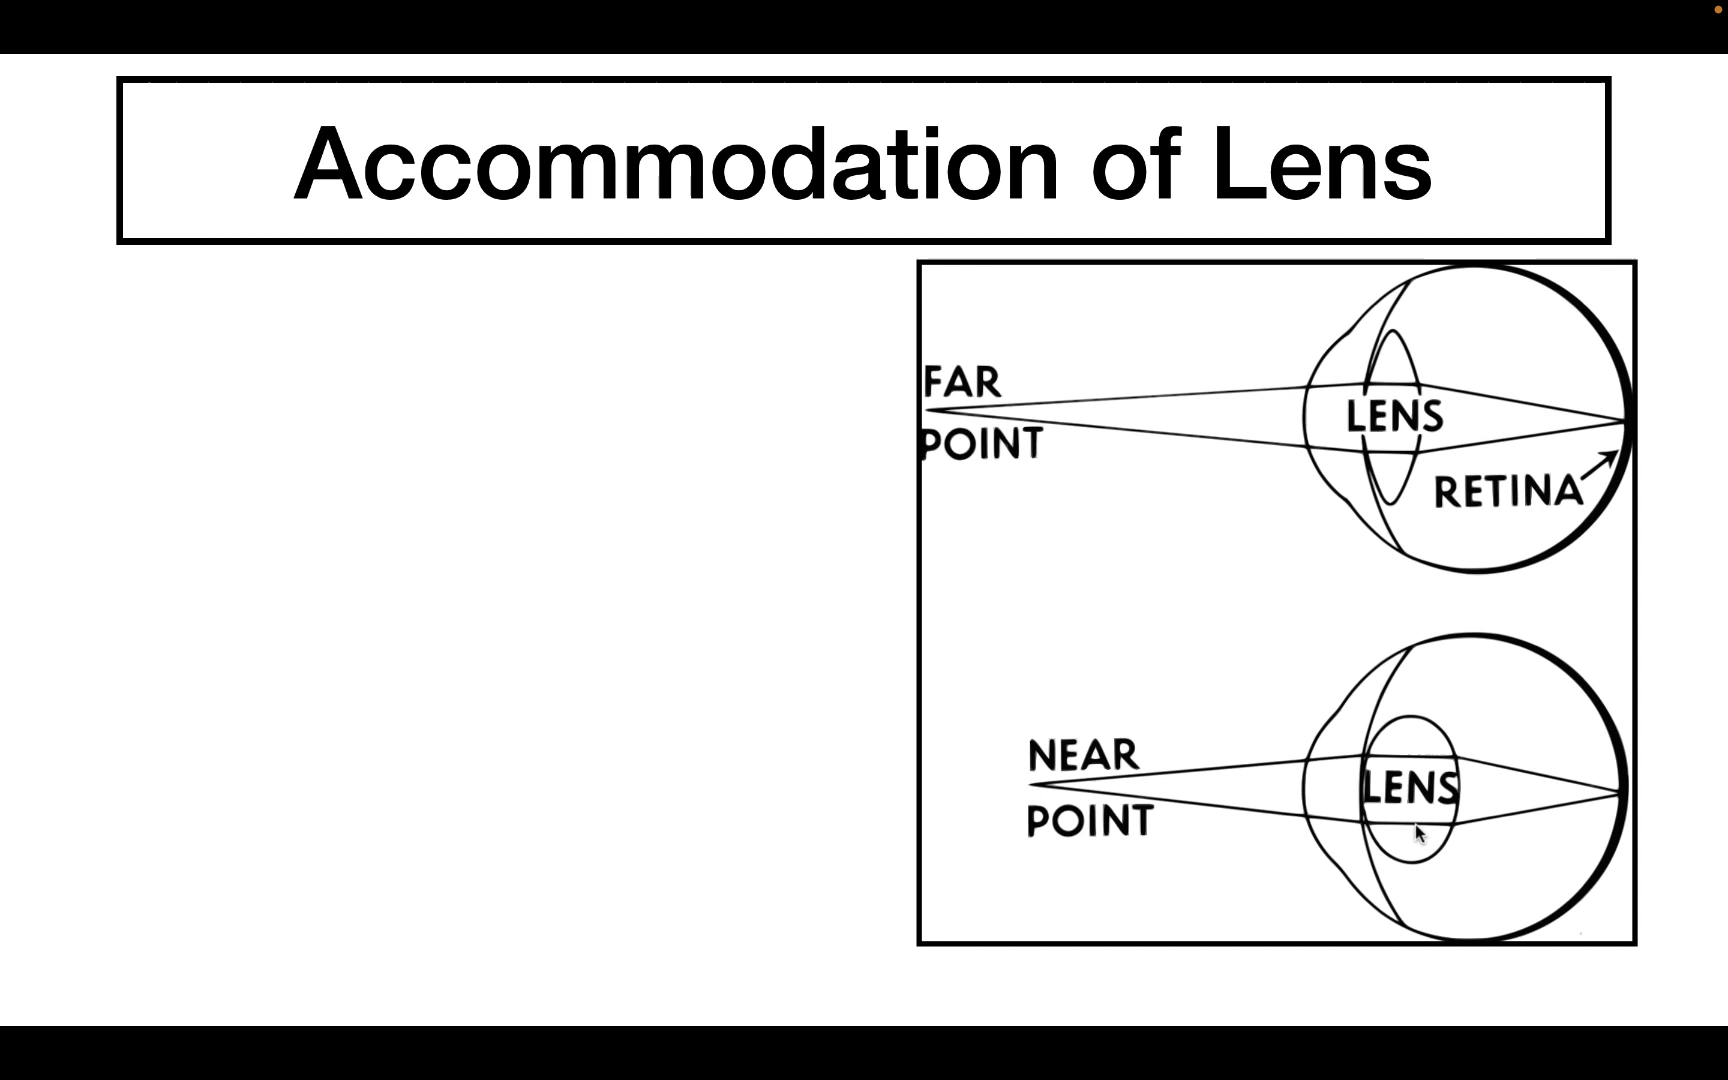 Accommodation of Lens
FAR
POINT
LENS
RETINA
NEAR
POINT
LENS